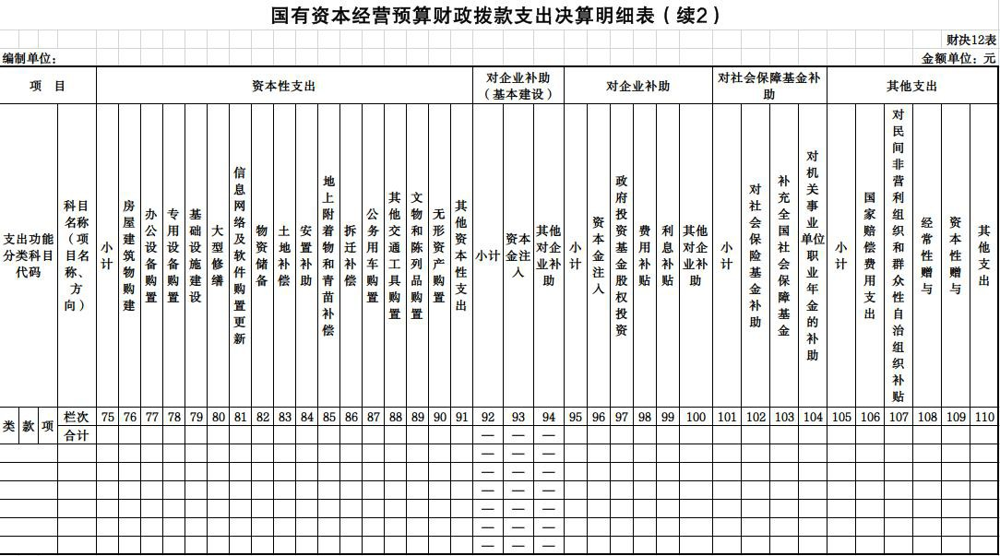 国有资本经营预算财政拨款支出决算明细表（续2）
财决12表
编制单位：
金额单位：元
项 目
资本性支出
对企业补助（基本建设）
对企业补助
对社会保障基金补助
其他支出
支出功能分类科目代码
科目名称（项目名称、方向）
小计
房屋建筑物购建
办公设备购置
专用设备购置
基础设施建设
大型修缮
信息网络及软件购置更新
物资储备
土地补偿
安置补助
地上附着物和青苗补偿
拆迁补偿
公务用车购置
其他交通工具购置
文物和陈列品购置
无形资产购置
其他资本性支出
小计
资本金注入
其他对企业补助
小计
资本金注入
政府投资基金股权投资
费用补贴
利息补贴
其他对企业补助
小计
对社会保险基金补助
补充全国社会保障基金
对机关事业单位职业年金的补助
小计
国家赔偿费用支出
对民间非营利组织和群众性自治组织补贴
经常性赠与
资本性赠与
其他支出
类 款 项
栏次 75 76 77 78 79 80 81 82 83 84 85 86 87 88 89 90 91 92 93 94 95 96 97 98 99 100 101 102 103 104 105 106 107 108 109 110
合计 — — —
— — —
— — —
— — —
— — —
— — —
— — —